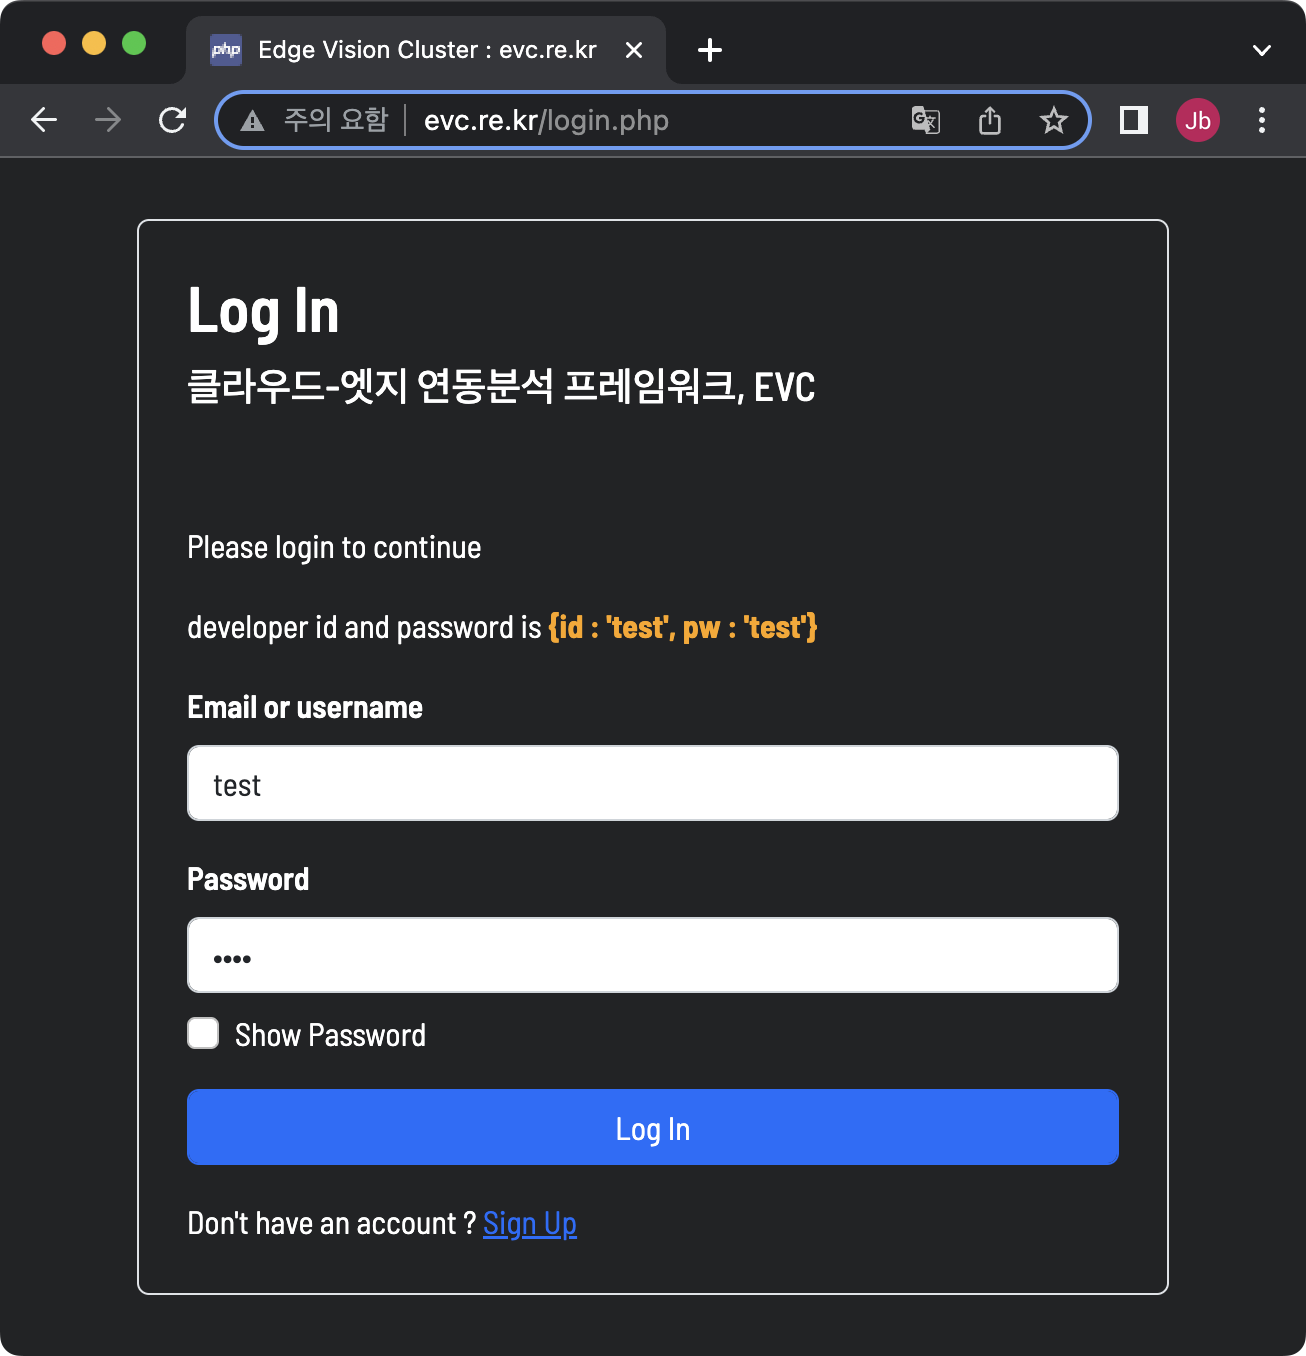 php Edge Vision Cluster : evc.re.kr
주의 요함 evc.re.kr/login.php Jb
Log In
클라우드-엣지 연동분석 프레임워크, EVC
Please login to continue
developer id and password is {id : 'test', pw : 'test'}
Email or username
test
Password
••••
Show Password
Log In
Don't have an account ? Sign Up